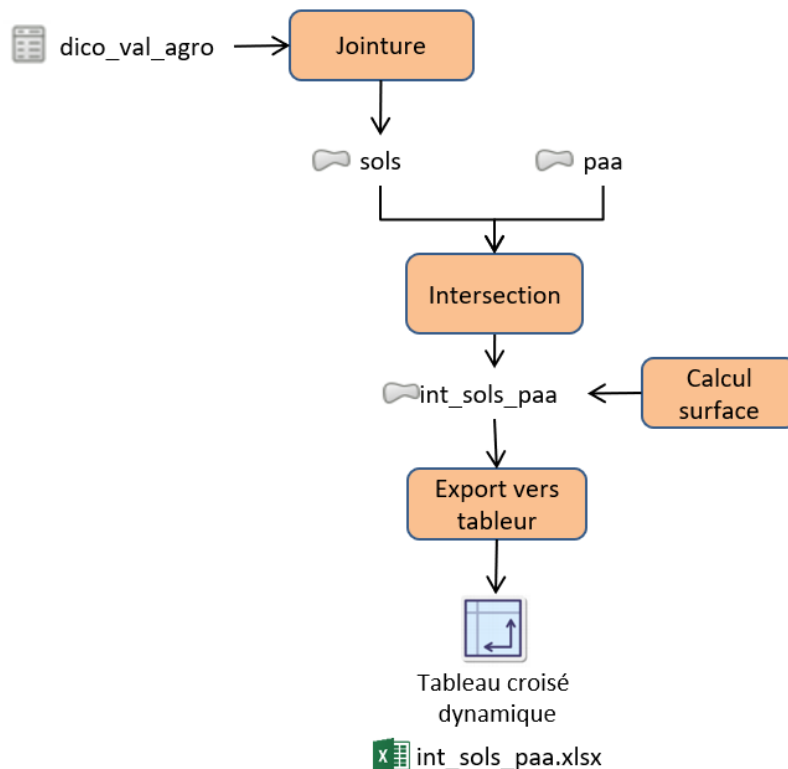 dico_val_agro
Jointure
sols
paa
Intersection
int_sols_paa
Calcul
surface
Export vers
tableur
Tableau croisé
dynamique
int_sols_paa.xlsx